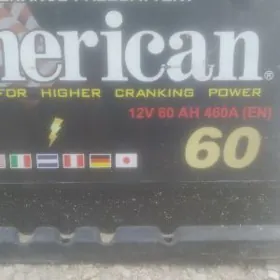 merican®
FOR HIGHER CRANKING POWER
12V 60 AH 460A (EN)
60